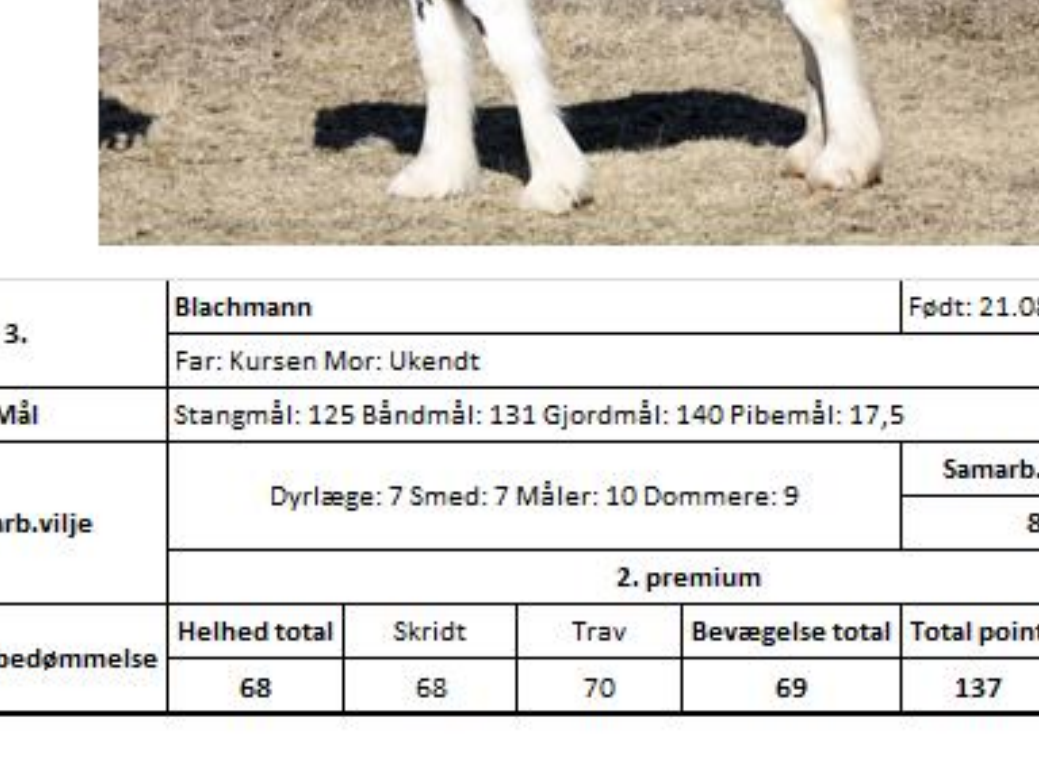 3.
Blachmann
Født: 21.08
Far: Kursen Mor: Ukendt
Mål
Stangmål: 125 Båndmål: 131 Gjordmål: 140 Pibemål: 17,5
arb.vilje
Dyrlæge: 7 Smed: 7 Måler: 10 Dommere: 9
Samarb.
8
2. premium
bedømmelse
Helhed total Skridt Trav Bevægelse total Total point
68 68 70 69 137